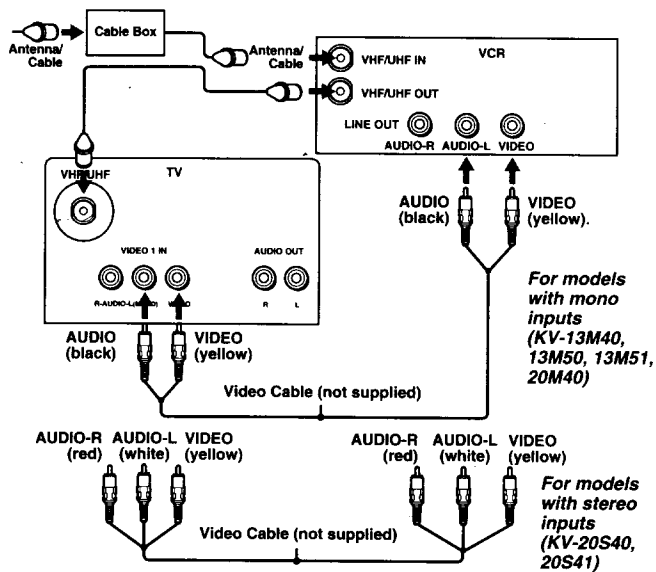 Antenna/
Cable
Cable Box
Antenna/
Cable
VHF/UHF IN
VCR
VHF/UHF OUT
LINE OUT
AUDIO-R AUDIO-L VIDEO
VHF/UHF
TV
AUDIO
(black)
VIDEO
(yellow).
VIDEO 1 IN
AUDIO OUT
R-AUDIO-L(MONO) VIDEO
R L
For models
with mono
inputs
(KV-13M40,
13M50, 13M51,
20M40)
AUDIO
(black)
VIDEO
(yellow)
Video Cable (not supplied)
AUDIO-R
(red)
AUDIO-L
(white)
VIDEO
(yellow)
AUDIO-R
(red)
AUDIO-L
(white)
VIDEO
(yellow)
For models
with stereo
inputs
(KV-20S40,
20S41)
Video Cable (not supplied)